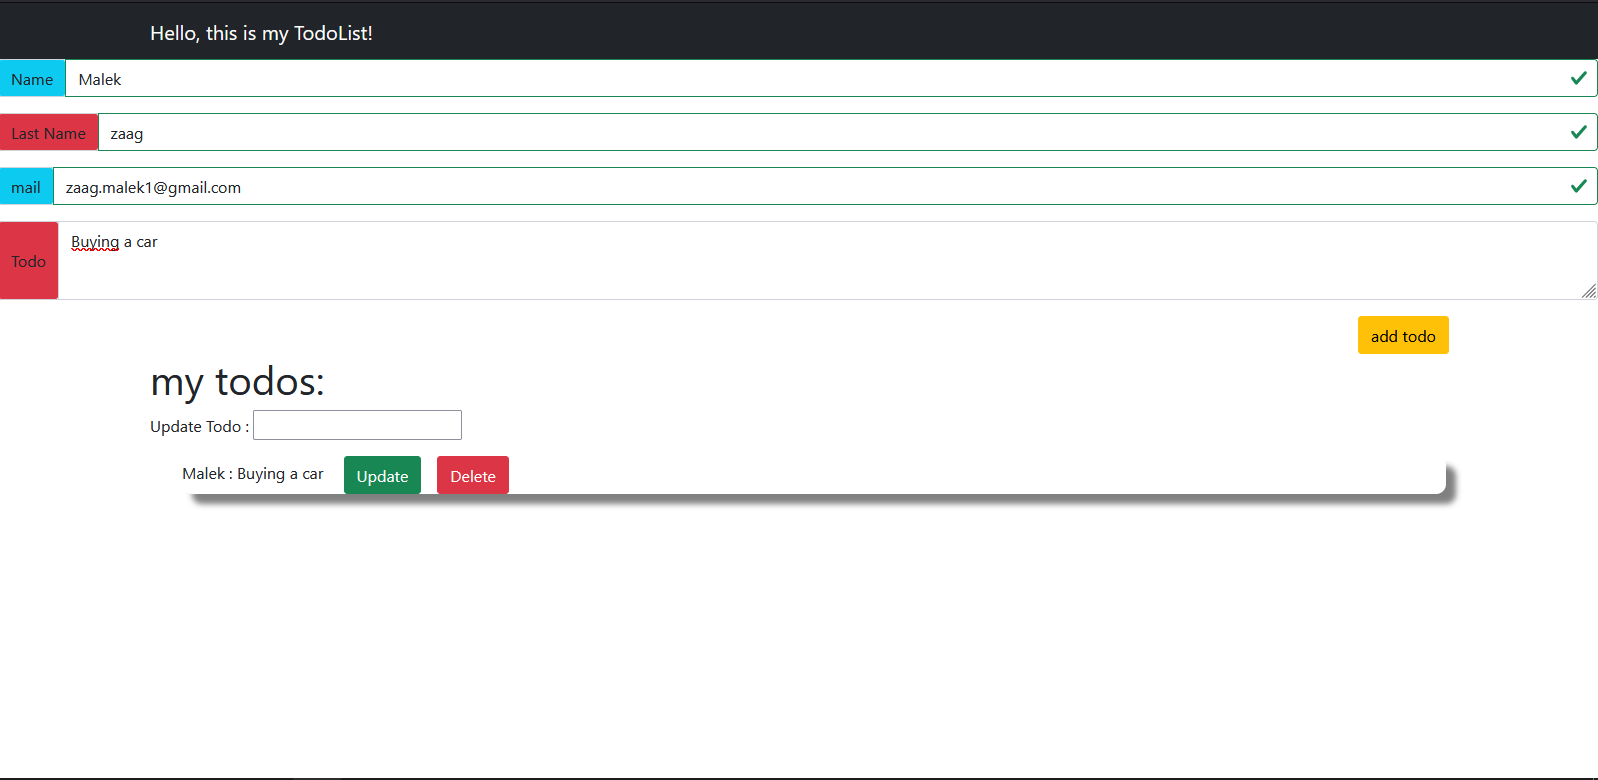 Hello, this is my TodoList!
Name Malek
Last Name zaag
mail zaag.malek1@gmail.com
Todo Buying a car
add todo
my todos:
Update Todo :
Malek : Buying a car Update Delete